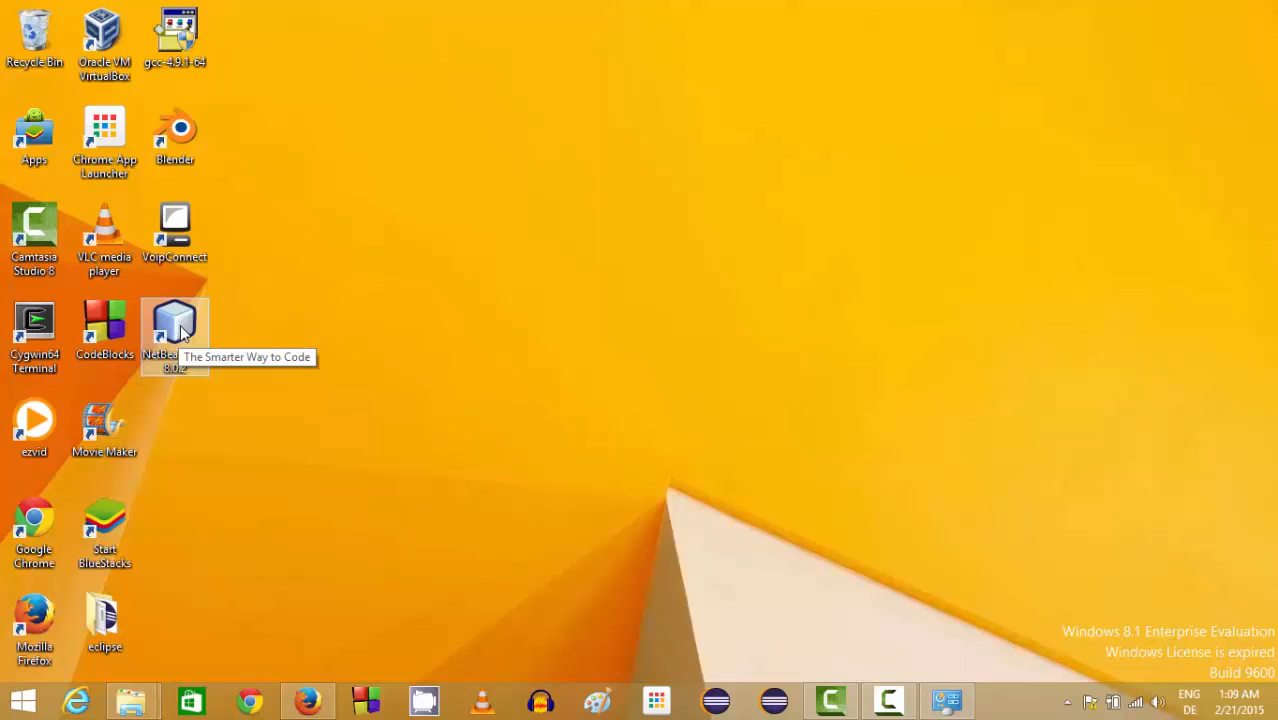 Recycle Bin
Oracle VM
VirtualBox
gcc-4.9.1-64
Apps
Chrome App
Launcher
Blender
Camtasia
Studio 8
VLC media
player
VoipConnect
Cygwin64
Terminal
CodeBlocks
8.0.2
The Smarter Way to Code
ezvid
Movie Maker
Google
Chrome
Start
BlueStacks
Mozilla
Firefox
eclipse
Windows 8.1 Enterprise Evaluation
Windows License is expired
Build 9600
ENG
DE
1:09 AM
2/21/2015